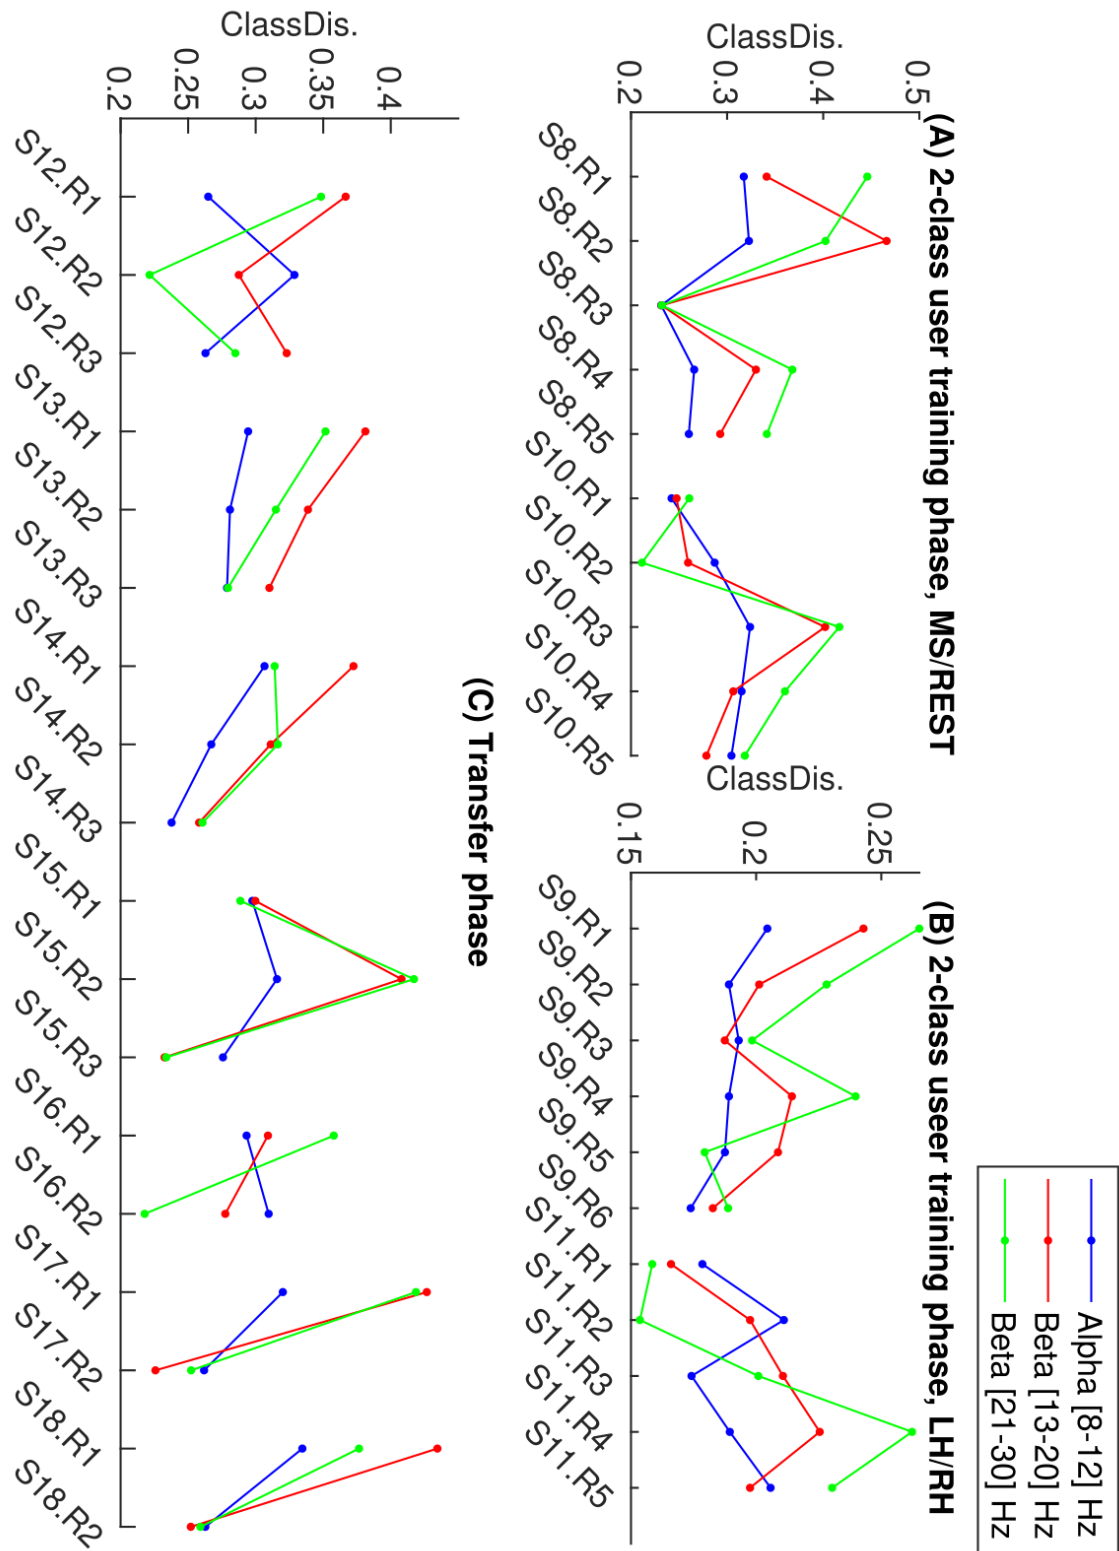 Alpha [8-12] Hz
Beta [13-20] Hz
Beta [21-30] Hz
(A) 2-class user training phase, MS/REST
ClassDis.
0.5
0.4
0.3
0.2
S8.R1
S8.R2
S8.R3
S8.R4
S8.R5
S10.R1
S10.R2
S10.R3
S10.R4
S10.R5
(B) 2-class useer training phase, LH/RH
ClassDis.
0.25
0.2
0.15
S9.R1
S9.R2
S9.R3
S9.R4
S9.R5
S9.R6
S11.R1
S11.R2
S11.R3
S11.R4
S11.R5
(C) Transfer phase
ClassDis.
0.4
0.35
0.3
0.25
0.2
S12.R1
S12.R2
S12.R3
S13.R1
S13.R2
S13.R3
S14.R1
S14.R2
S14.R3
S15.R1
S15.R2
S15.R3
S16.R1
S16.R2
S17.R1
S17.R2
S18.R1
S18.R2